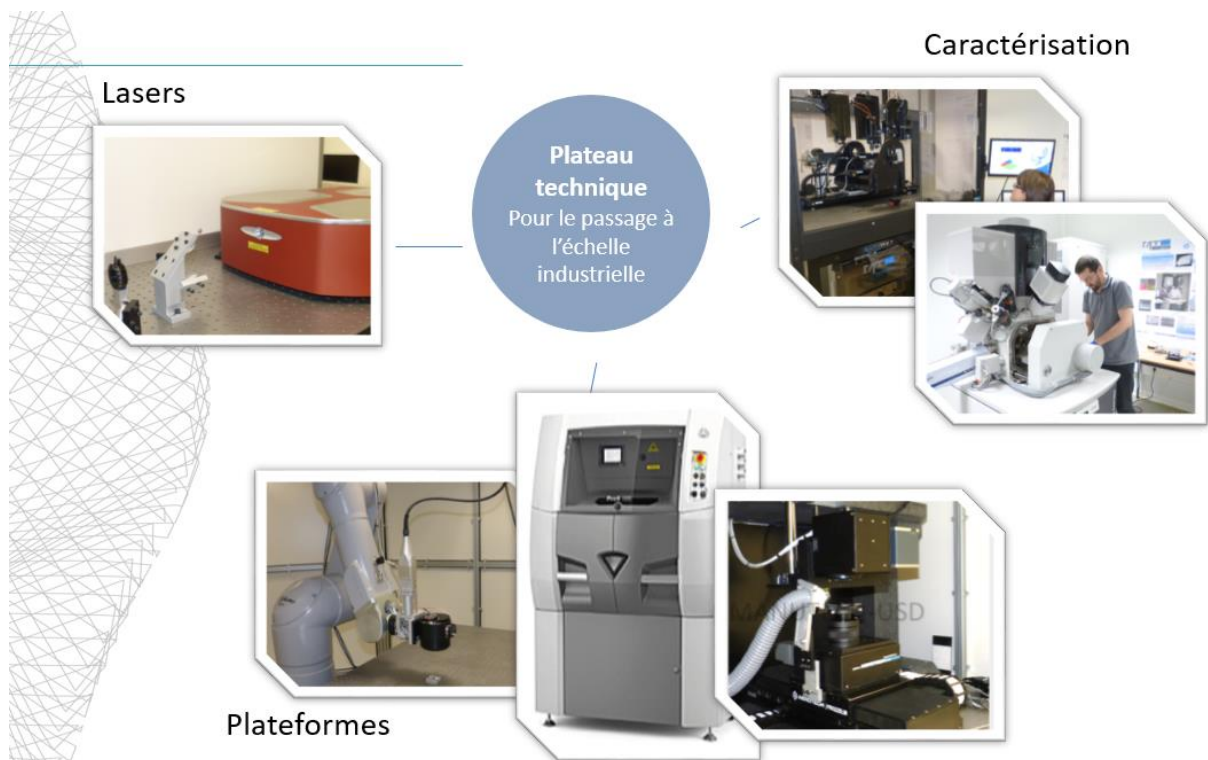 Caractérisation
Lasers
Plateau
technique
Pour le passage à
l'échelle
industrielle
Plateformes